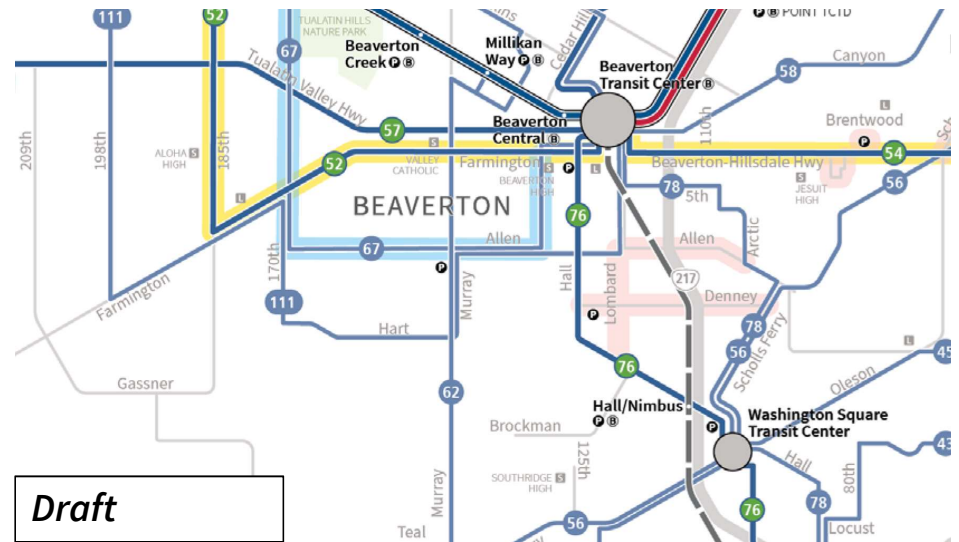 111
52
67
TUALATIN HILLS
NATURE PARK
Beaverton
Creek P B
Millikan
Way P B
Cedar Hil
P B POINT TCTD
Beaverton
Transit Center B
Canyon
58
Tualatin Valley Hwy
57
Beaverton
Central B
110th
L
Brentwood
P
209th
198th
185th
ALOHA
HIGH
S
52
S
VALLEY
CATHOLIC
Farmington
S
BEAVERTON
HIGH
P
L
Beaverton-Hillsdale Hwy
54
S
JESUIT
HIGH
56
78
5th
L
BEAVERTON
76
Arctic
67
Allen
Allen
170th
P
Murray
Hall
Lombard
217
Farmington
111
Denney
P
Hart
78
56
Scholls Ferry
L
45
Gassner
62
76
Oleson
Hall/Nimbus
P B
P
Washington Square
Transit Center
Brockman
125th
Hall
80th
43
SOUTHRIDGE
HIGH
S
Murray
78
76
56
Draft
Teal
Locust